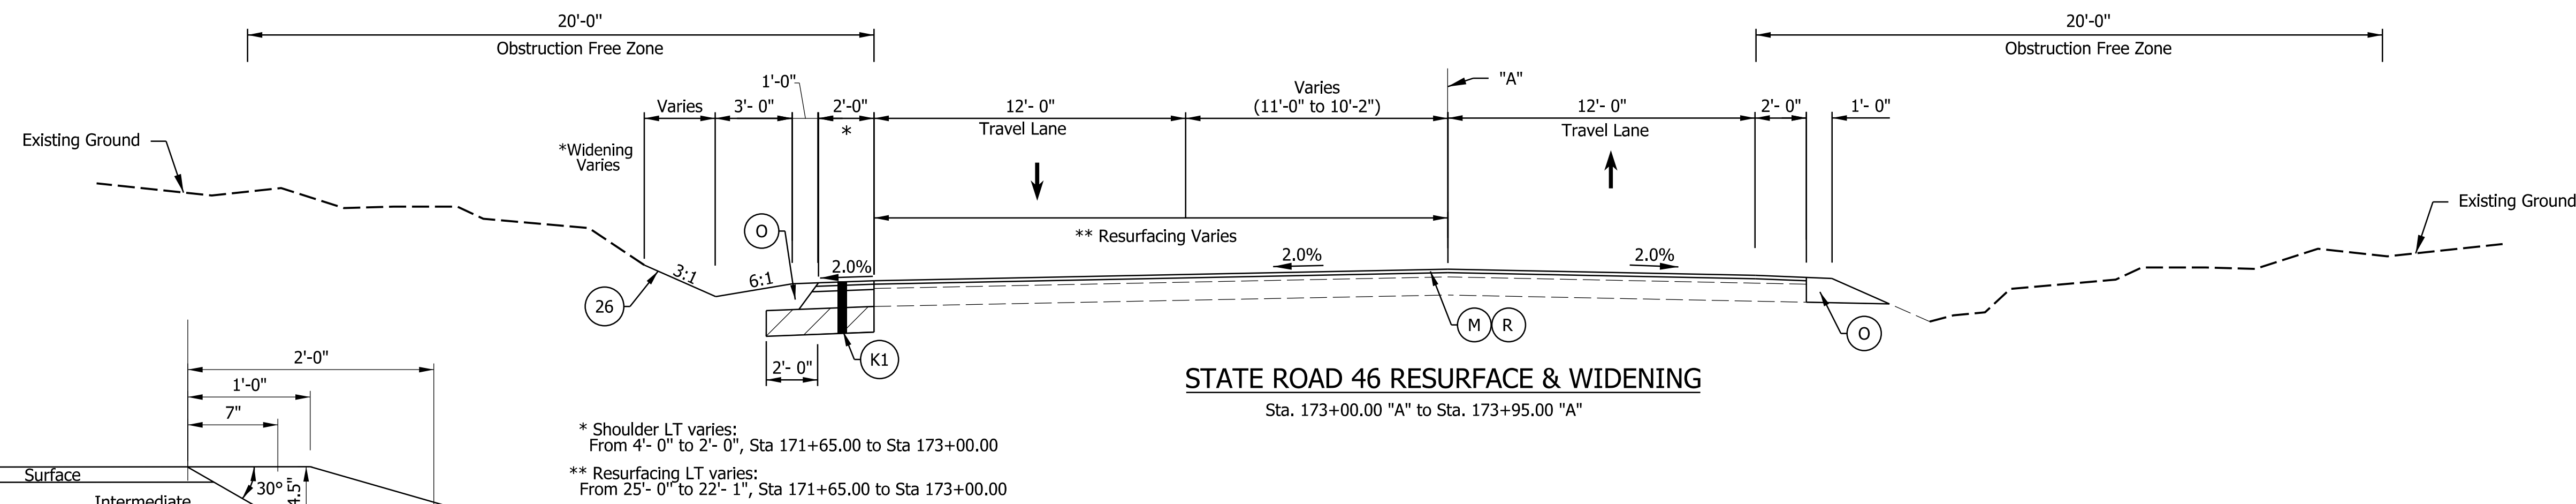 20'-0"
Obstruction Free Zone
20'-0"
Obstruction Free Zone
1'-0"
"A"
Varies
3'- 0"
2'-0"
*
12'- 0"
Travel Lane
Varies
(11'-0" to 10'-2")
12'- 0"
Travel Lane
2'- 0"
1'- 0"
Existing Ground
*Widening
Varies
Existing Ground
O
** Resurfacing Varies
3:1
6:1
2.0%
2.0%
2.0%
26
M
R
O
K1
2'- 0"
STATE ROAD 46 RESURFACE & WIDENING
Sta. 173+00.00 "A" to Sta. 173+95.00 "A"
2'-0"
1'-0"
7"
* Shoulder LT varies:
From 4'- 0" to 2'- 0", Sta 171+65.00 to Sta 173+00.00
** Resurfacing LT varies:
From 25'- 0" to 22'- 1", Sta 171+65.00 to Sta 173+00.00
Surface
30°
4.5"
Intermediate